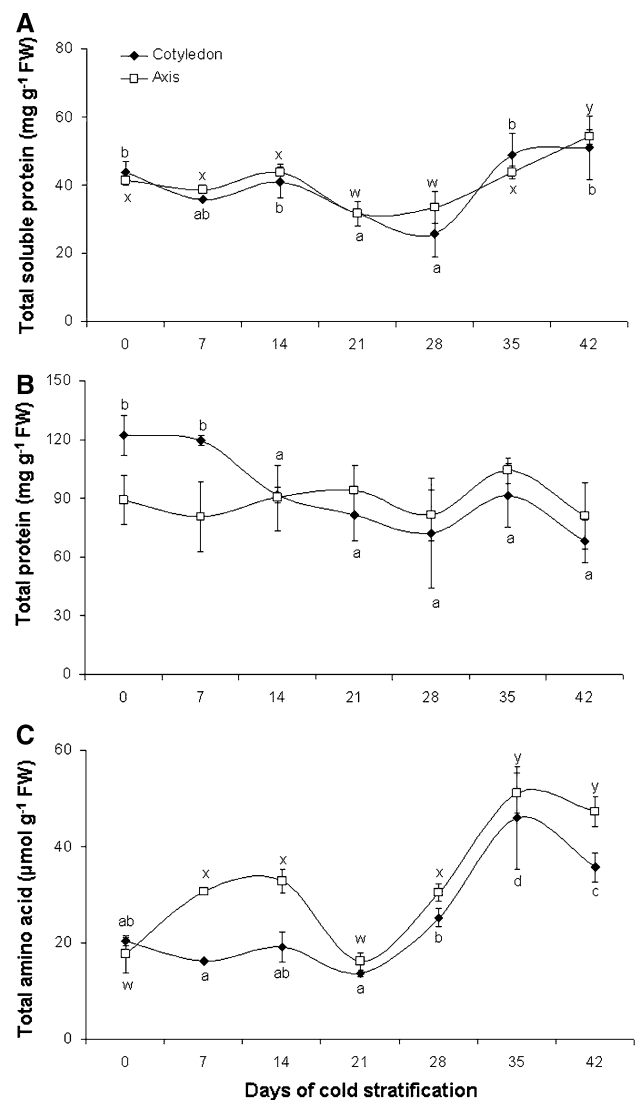 A
Total soluble protein (mg g⁻¹ FW)
80
60
40
20
0
Cotyledon
Axis
b
x
x
ab
x
b
w
a
w
a
b
x
y
b
0 7 14 21 28 35 42
B
Total protein (mg g⁻¹ FW)
150
120
90
60
30
0
b
b
a
a
a
a
a
0 7 14 21 28 35 42
C
Total amino acid (µmol g⁻¹ FW)
60
40
20
0
ab
w
x
a
x
ab
w
a
x
b
y
d
y
c
0 7 14 21 28 35 42
Days of cold stratification